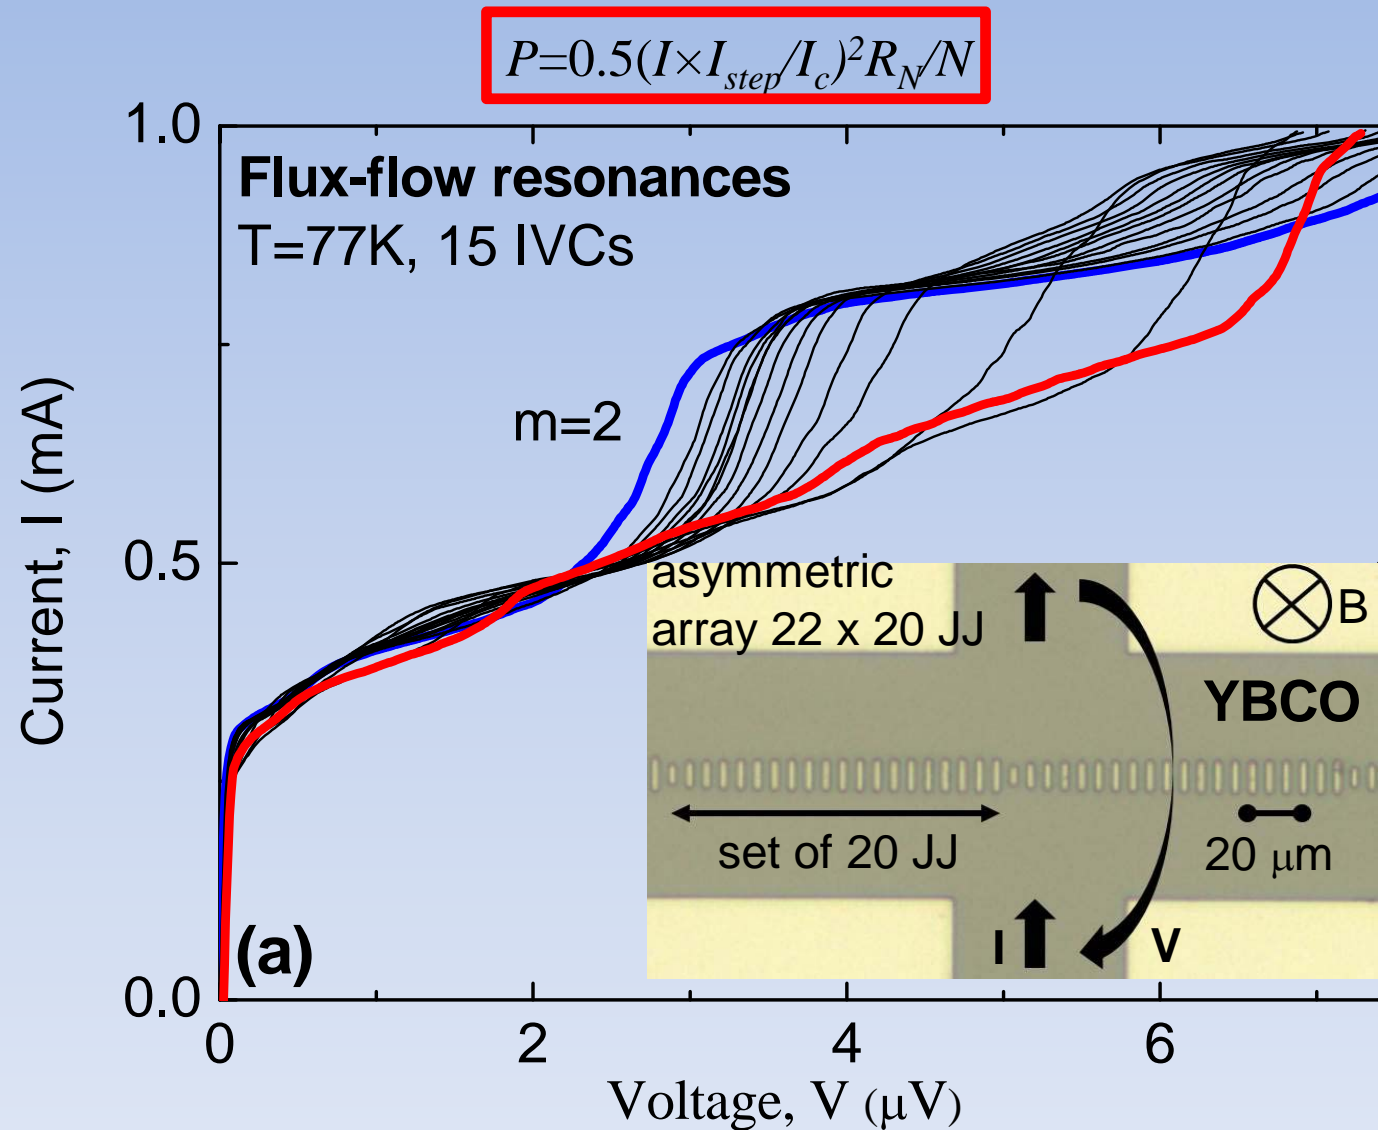 P=0.5(I×I_step/I_c)²R_N/N
1.0
Flux-flow resonances
T=77K, 15 IVCs
m=2
0.5
asymmetric
array 22 x 20 JJ
B
YBCO
set of 20 JJ
20 μm
(a)
I
V
0.0
0
2
4
6
Voltage, V (μV)
Current, I (mA)